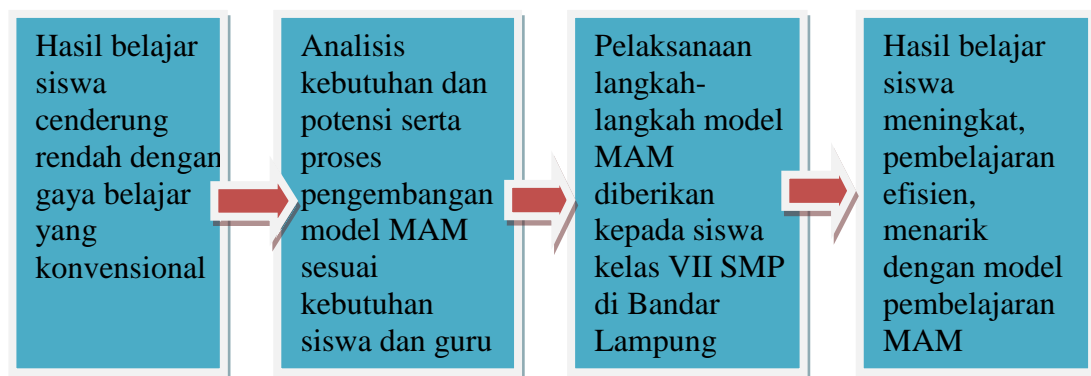 Hasil belajar
siswa
cenderung
rendah dengan
gaya belajar
yang
konvensional
Analisis
kebutuhan dan
potensi serta
proses
pengembangan
model MAM
sesuai
kebutuhan
siswa dan guru
Pelaksanaan
langkah-
langkah model
MAM
diberikan
kepada siswa
kelas VII SMP
di Bandar
Lampung
Hasil belajar
siswa
meningkat,
pembelajaran
efisien,
menarik
dengan model
pembelajaran
MAM